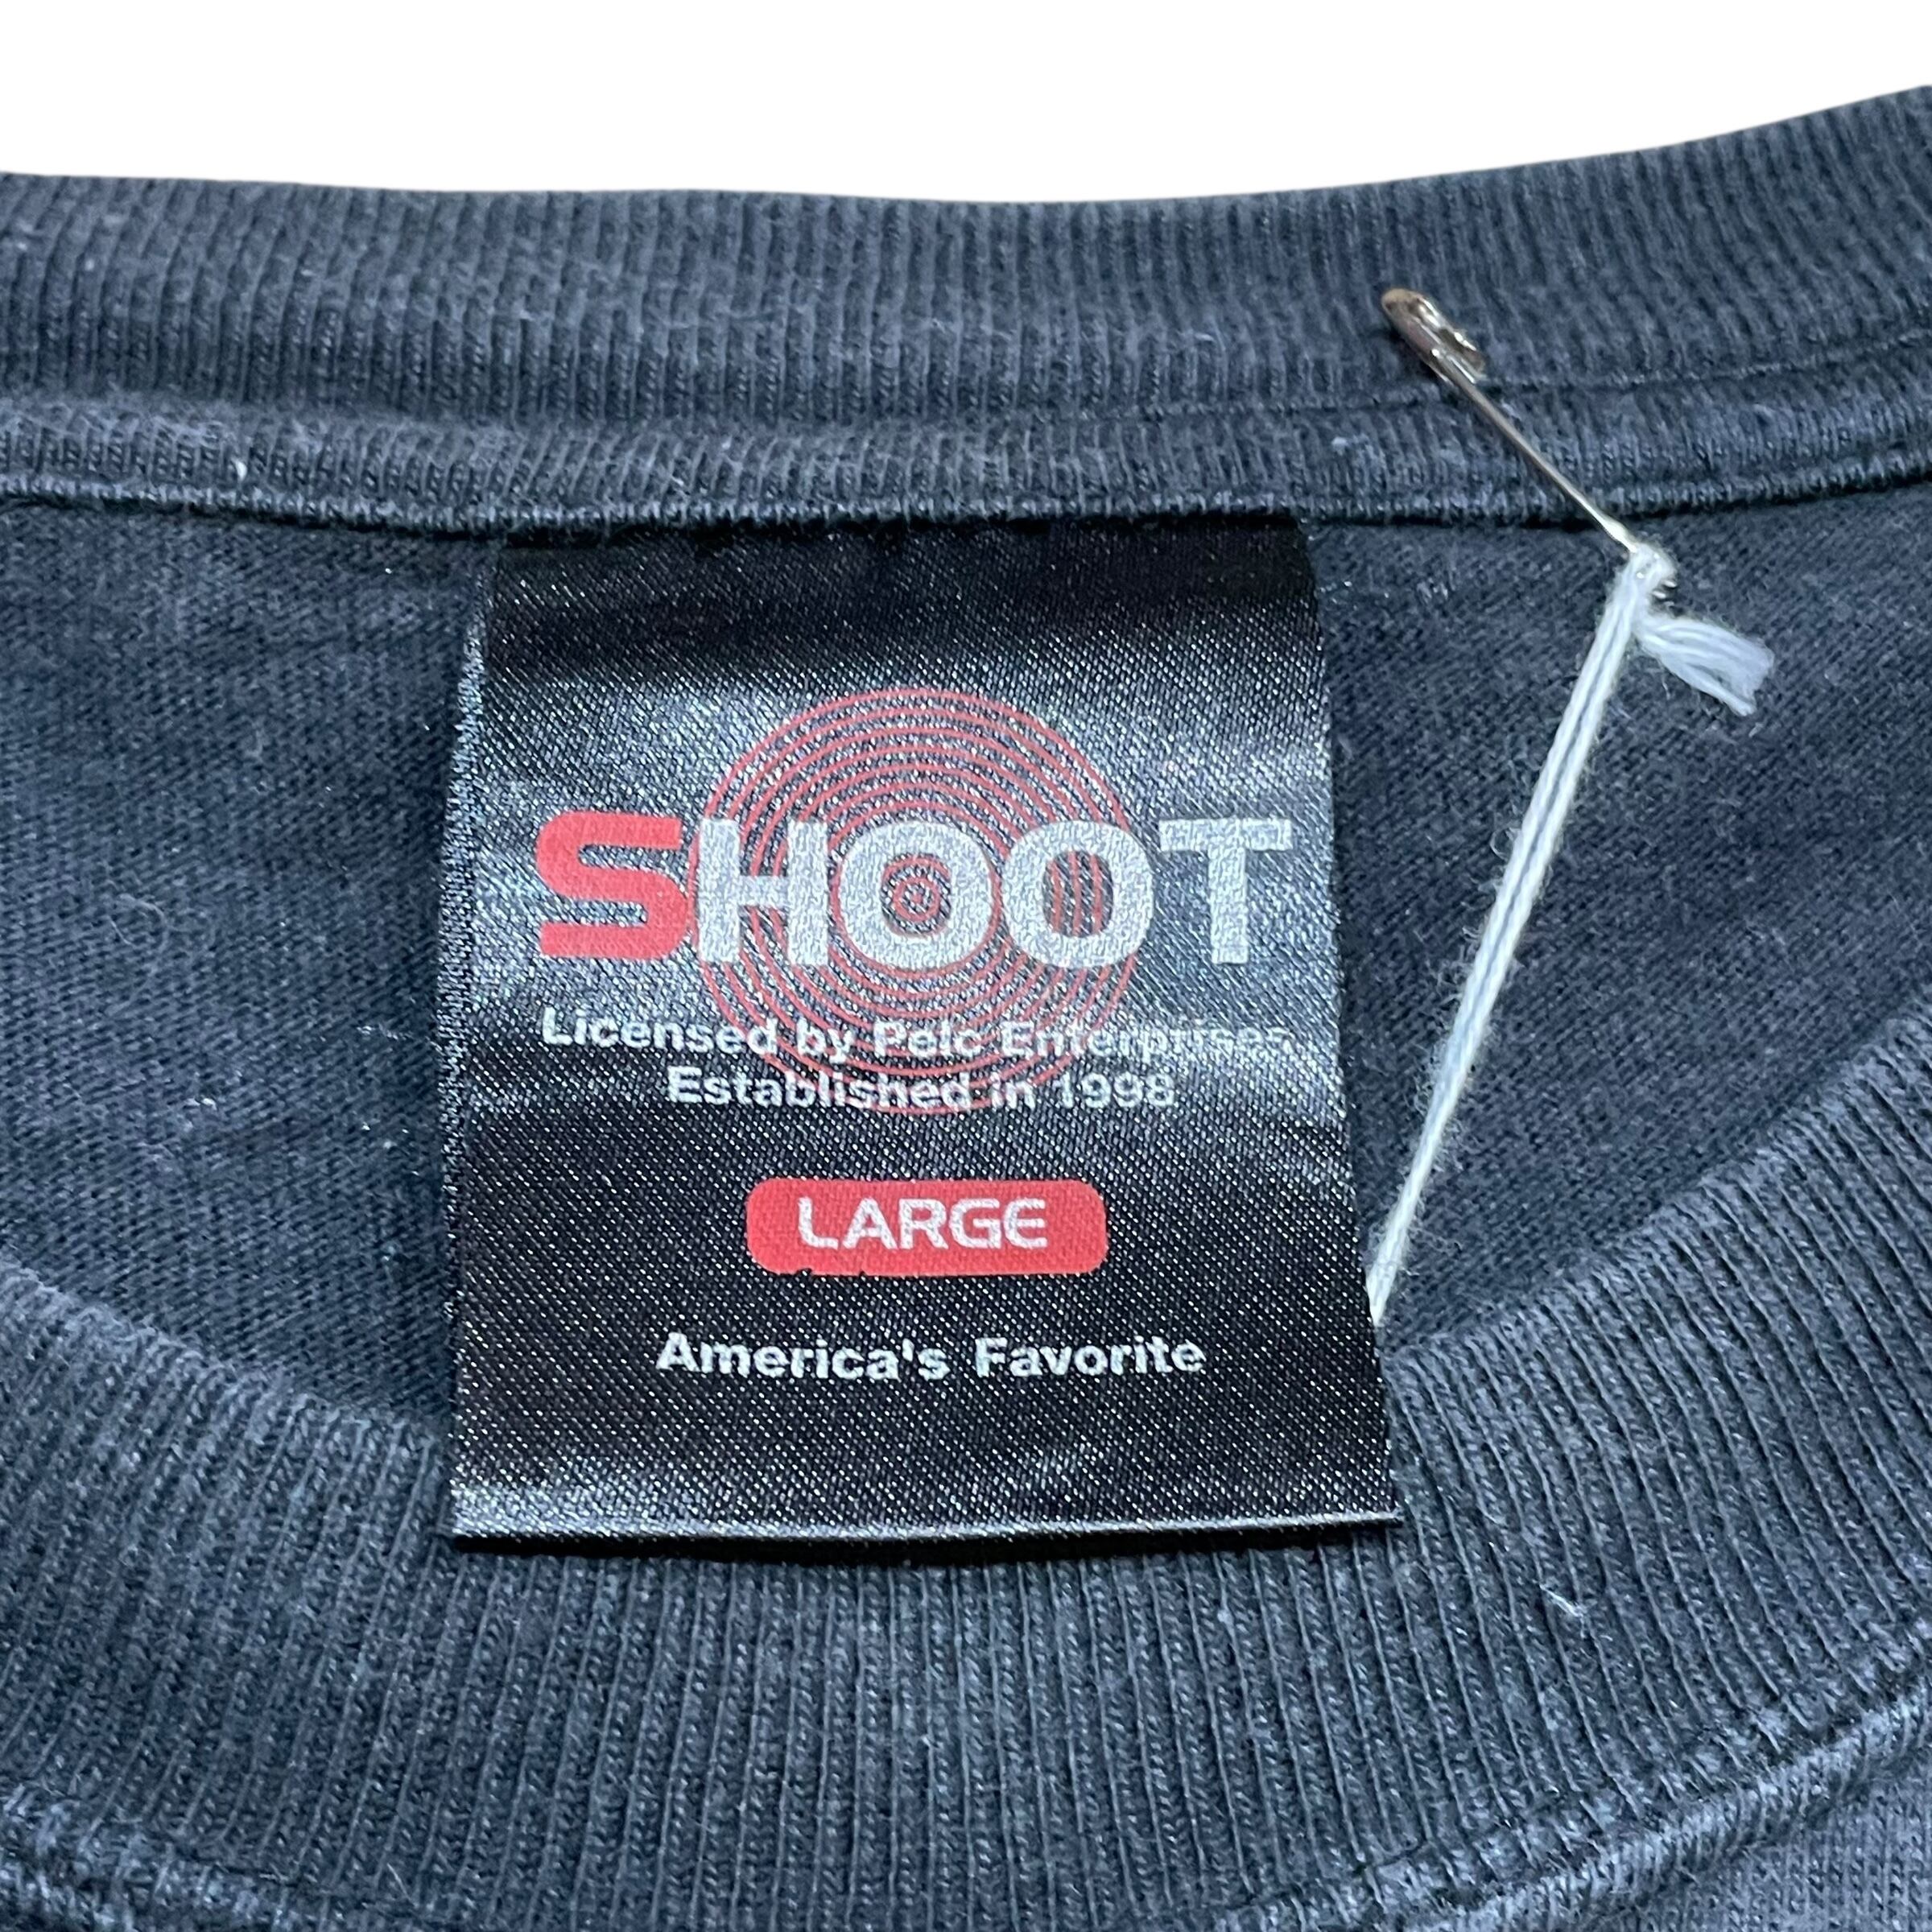 SHOOT
Licensed by Pelc Enterprises
Established in 1998
LARGE
America's Favorite